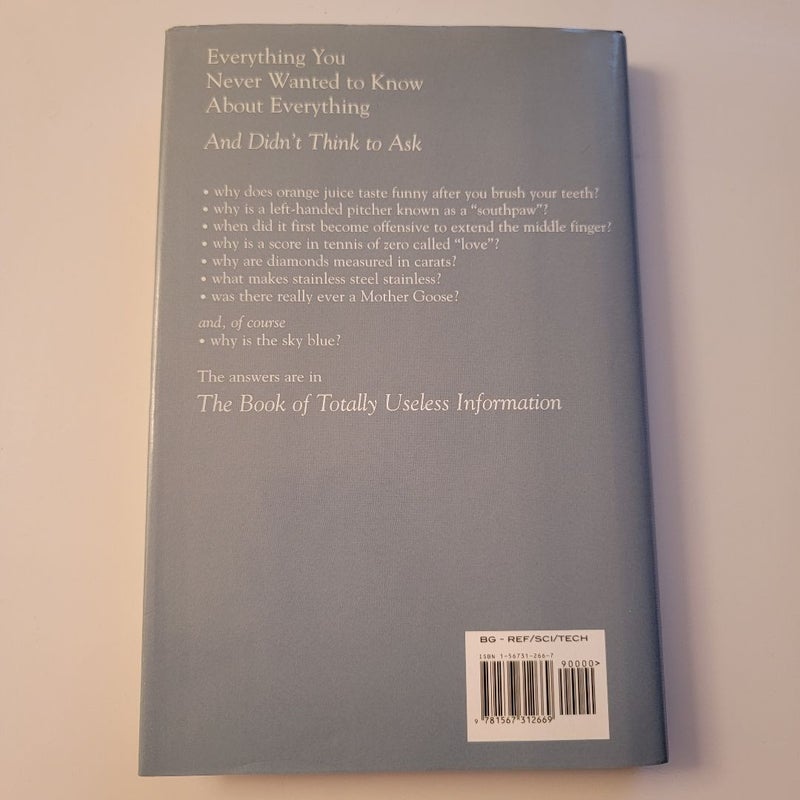 Everything You
Never Wanted to Know
About Everything
And Didn't Think to Ask
• why does orange juice taste funny after you brush your teeth?
• why is a left-handed pitcher known as a "southpaw"?
• when did it first become offensive to extend the middle finger?
• why is a score in tennis of zero called "love"?
• why are diamonds measured in carats?
• what makes stainless steel stainless?
• was there really ever a Mother Goose?
and, of course
• why is the sky blue?
The answers are in
The Book of Totally Useless Information
BG - REF/SCI/TECH
ISBN 1-56731-266-7
90000>
9 781567 312669